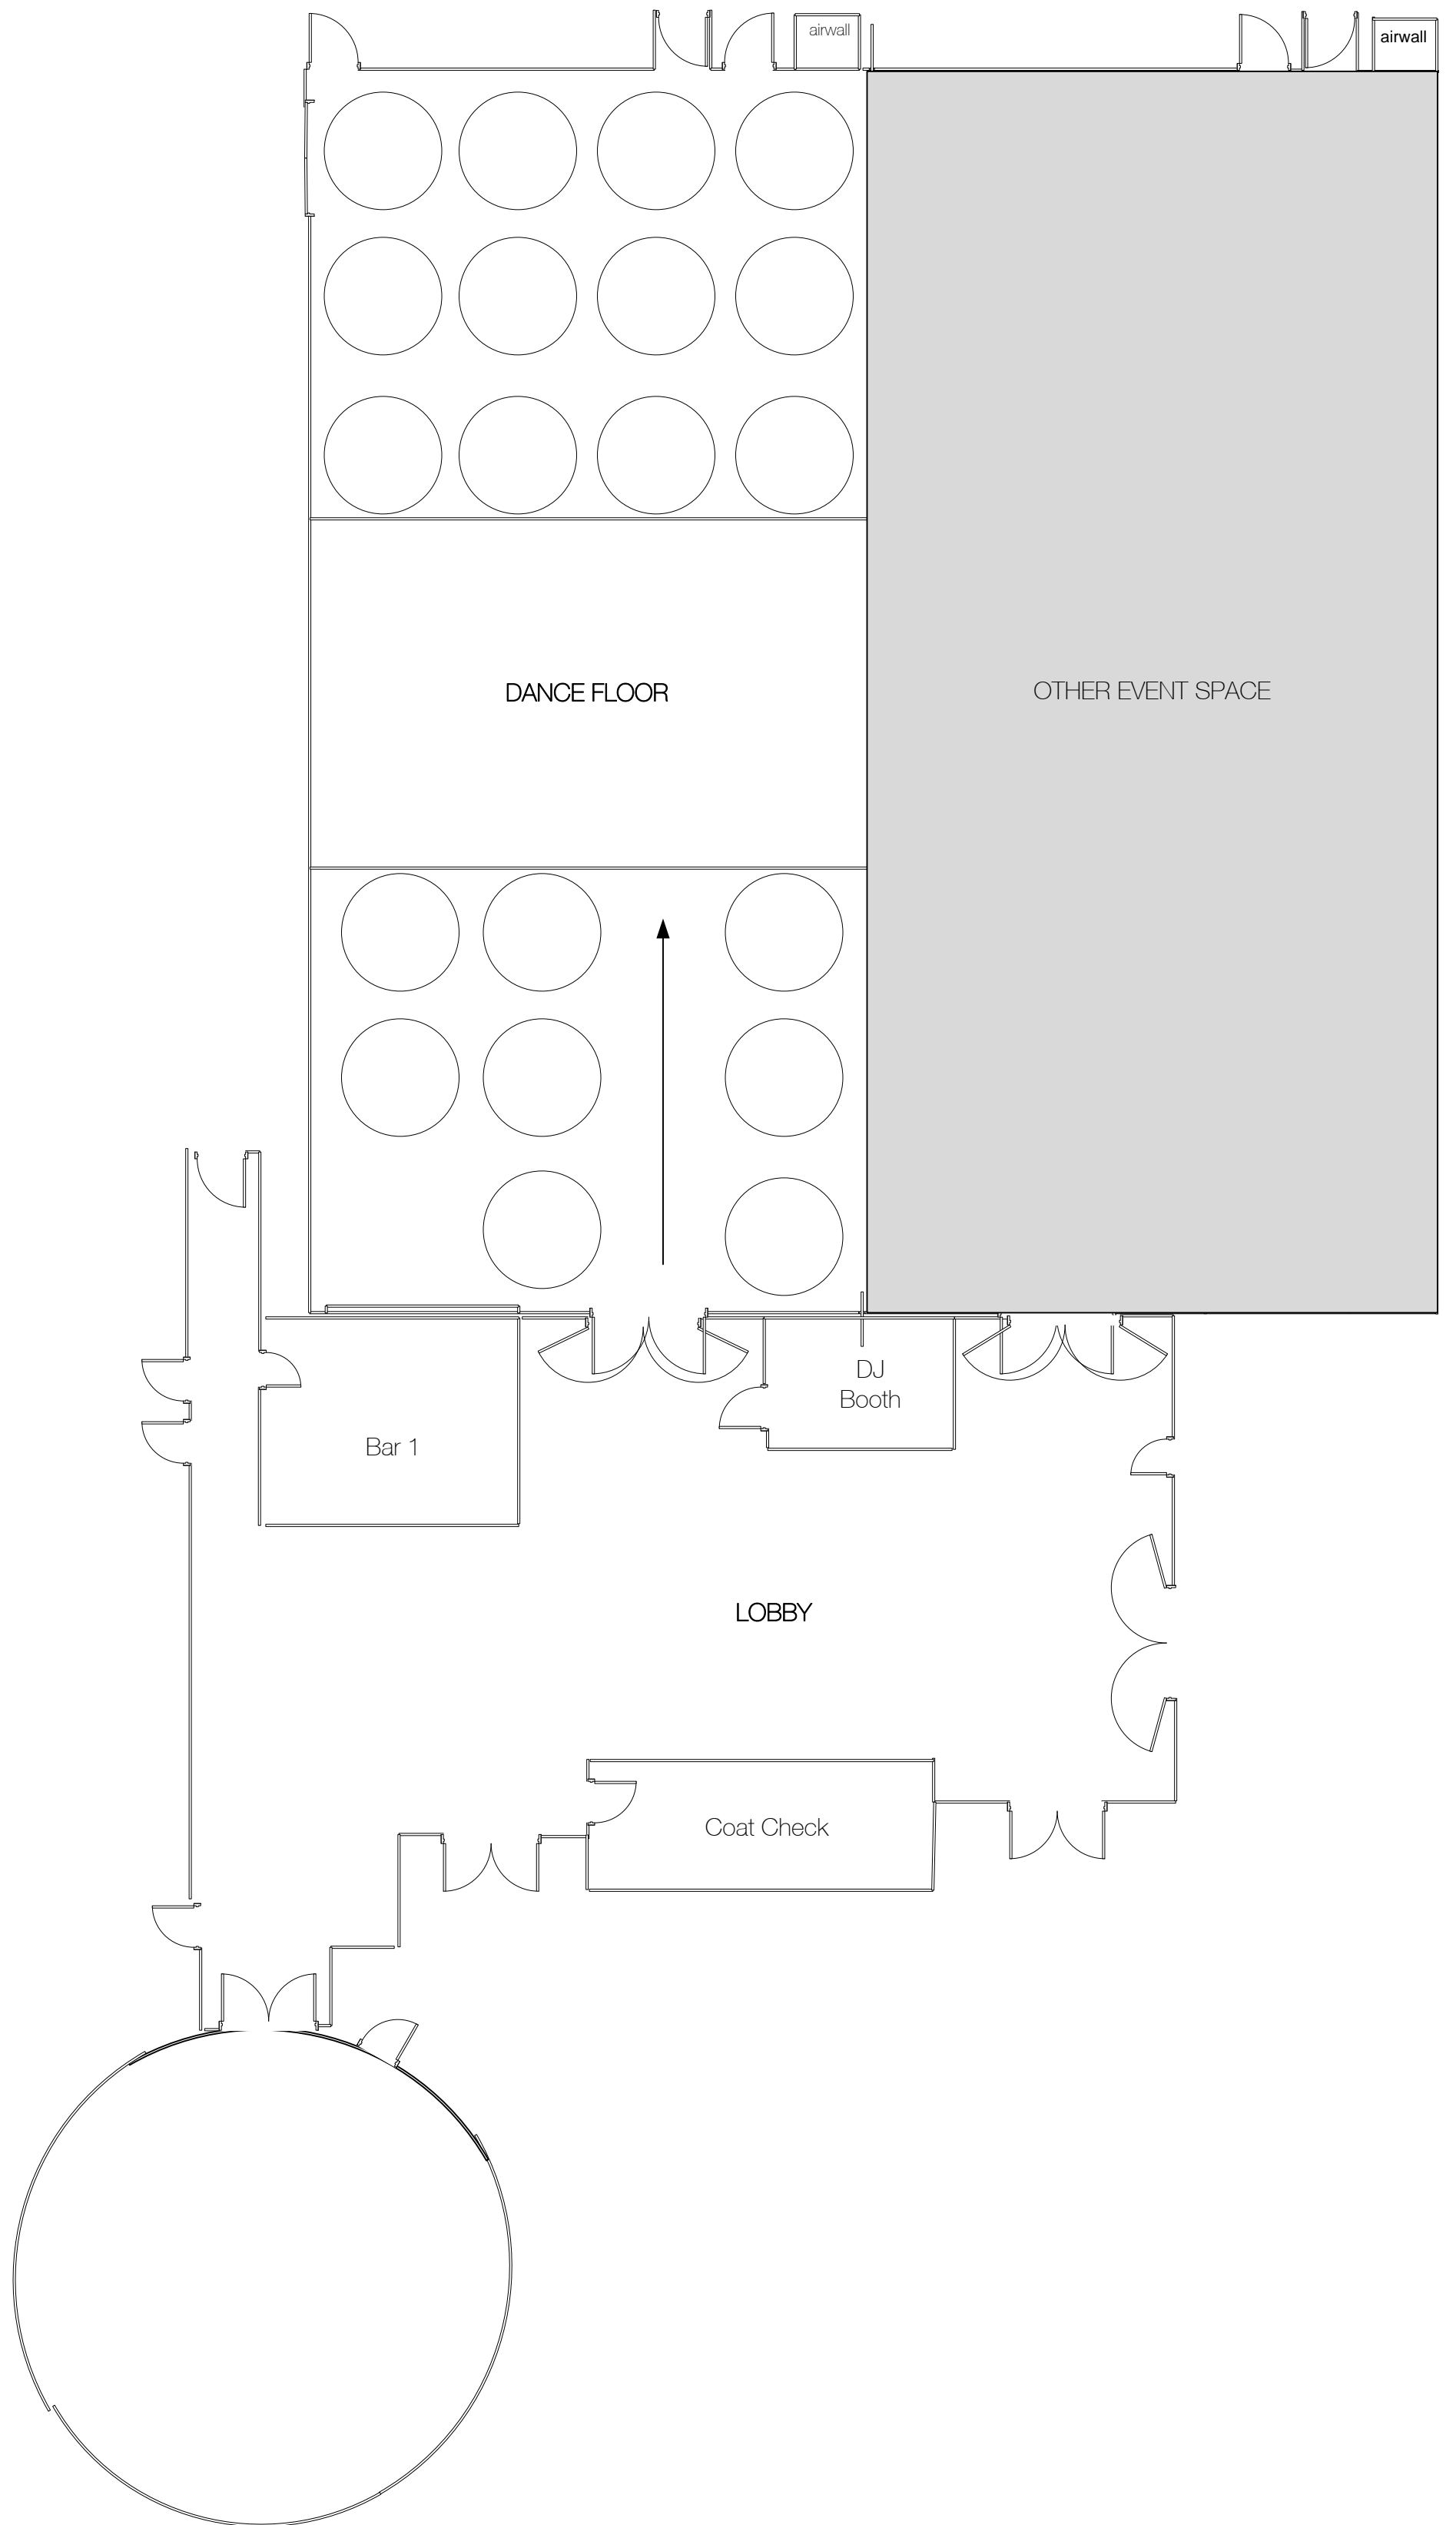 airwall
airwall
DANCE FLOOR
OTHER EVENT SPACE
DJ
Booth
Bar 1
LOBBY
Coat Check